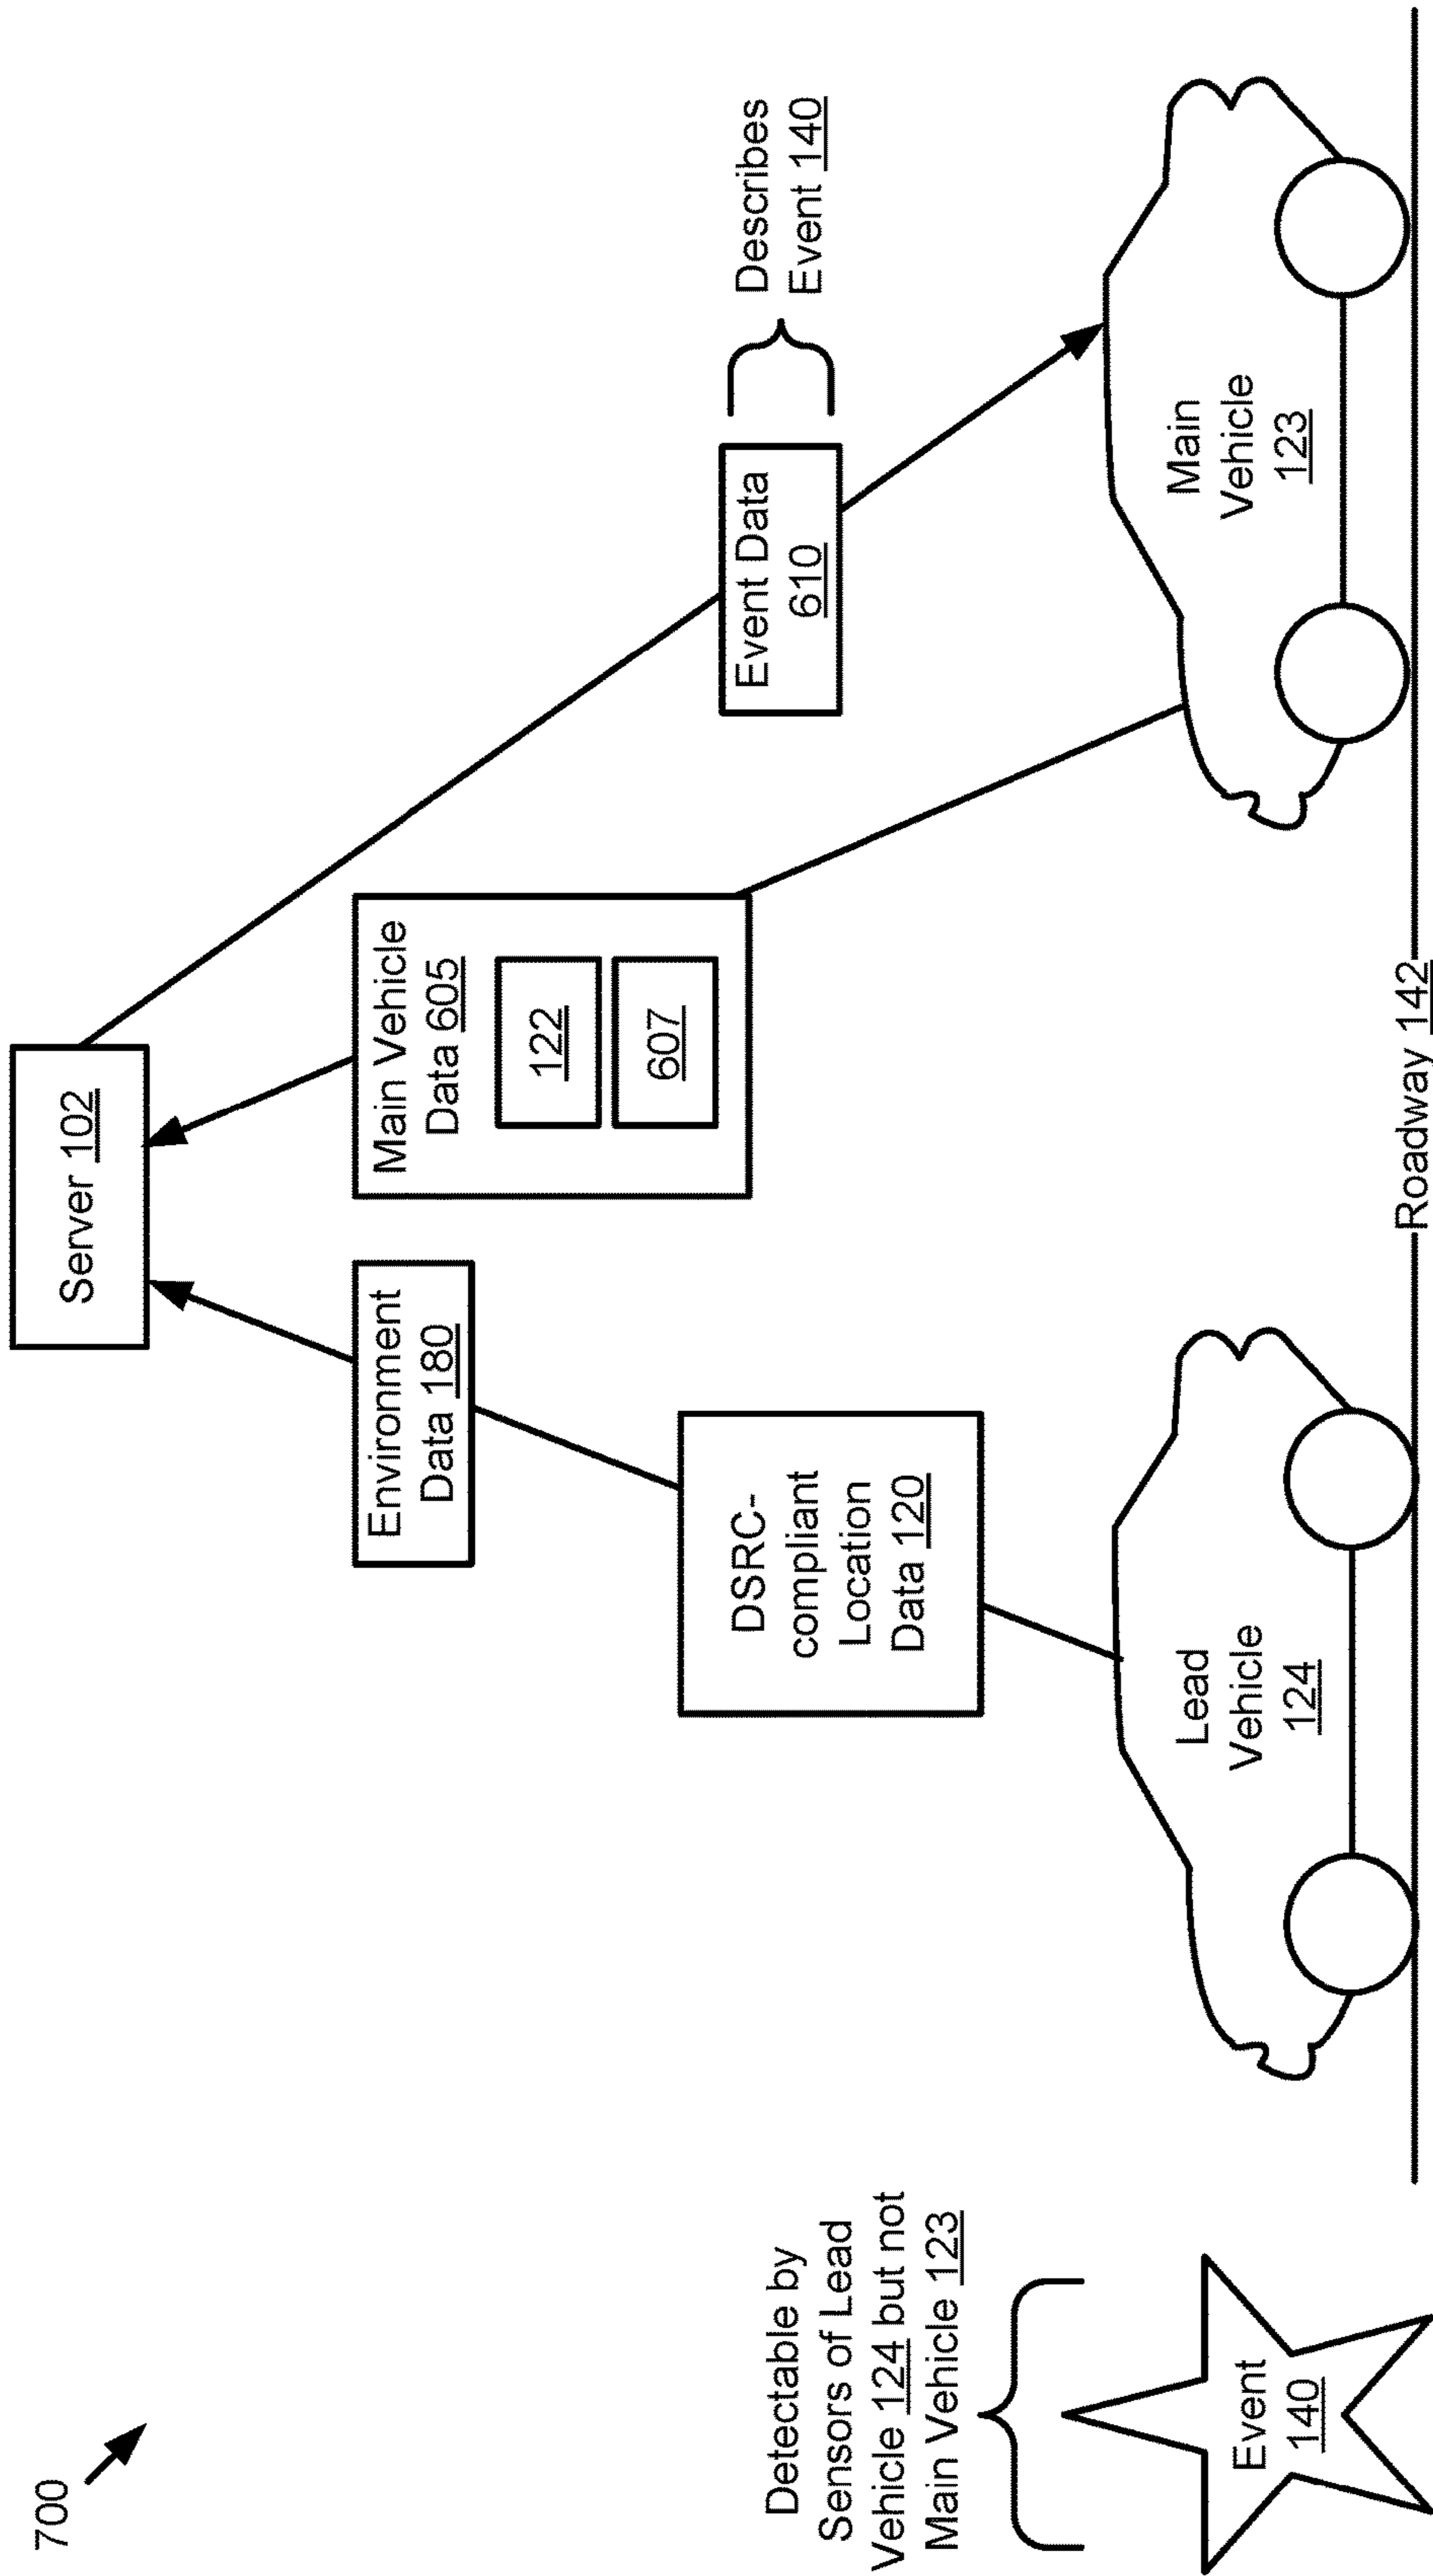 700
Server 102
Environment
Data 180
Main Vehicle
Data 605
122
607
DSRC-
compliant
Location
Data 120
Event Data
610
Describes
Event 140
Detectable by
Sensors of Lead
Vehicle 124 but not
Main Vehicle 123
Event
140
Lead
Vehicle
124
Main
Vehicle
123
Roadway 142